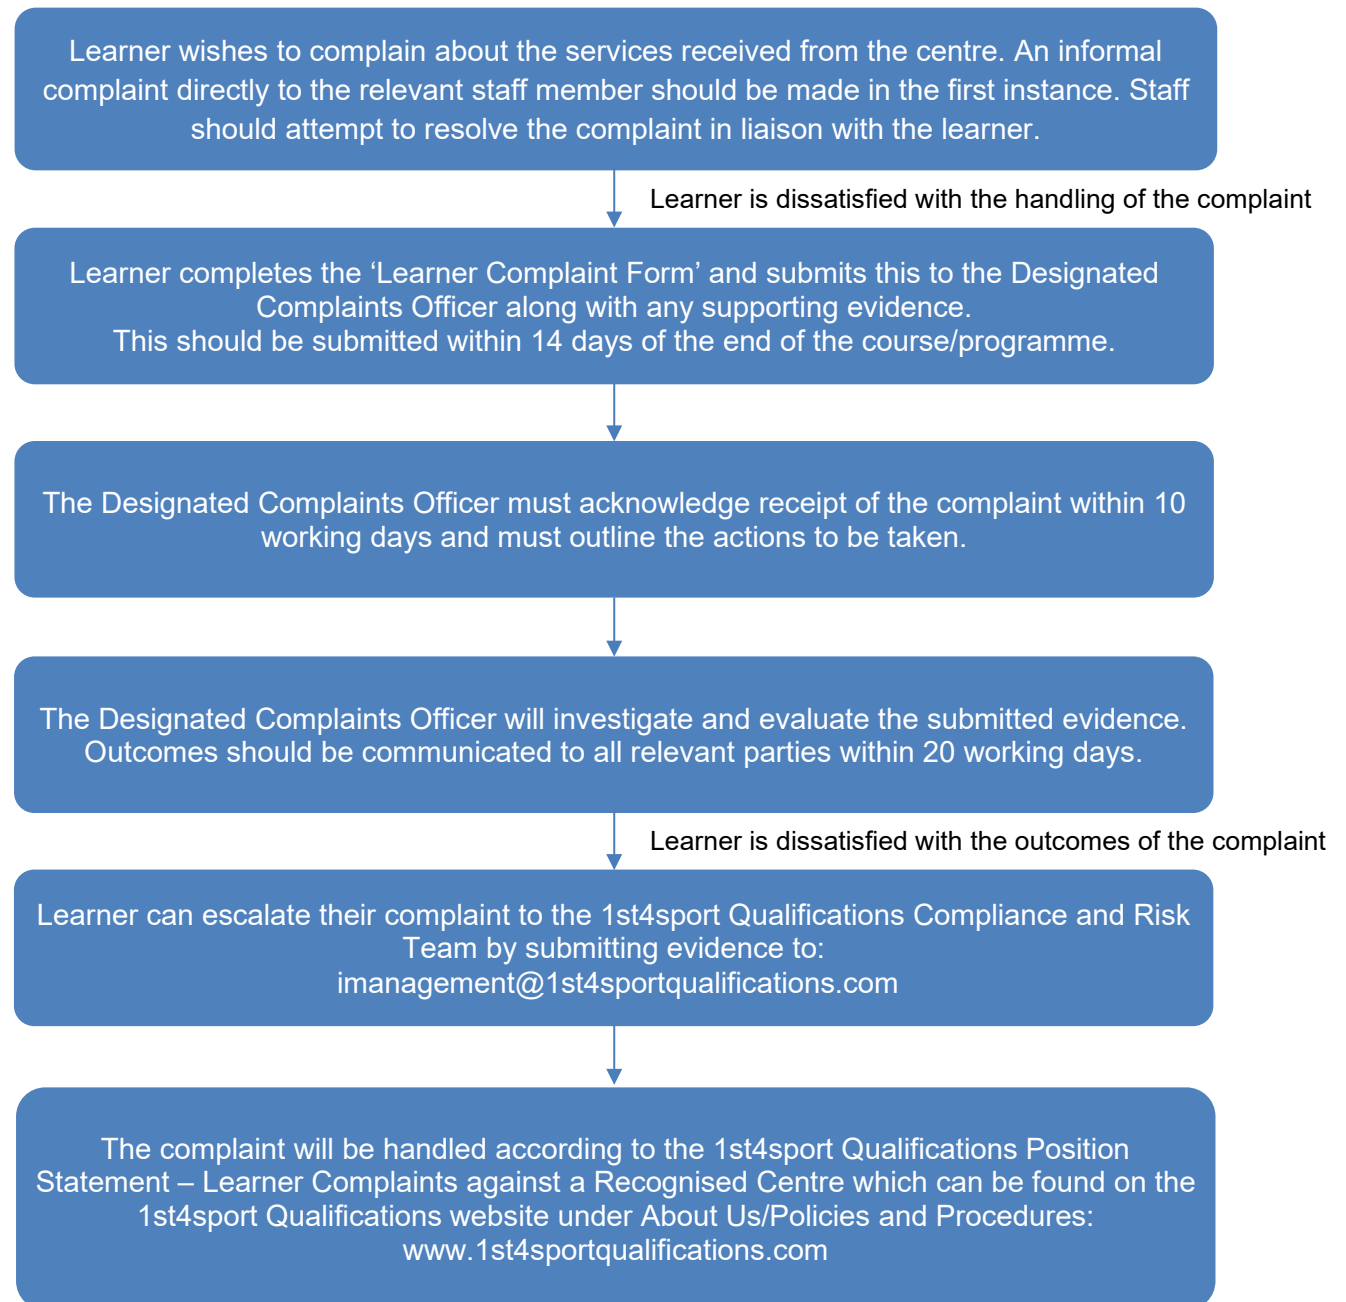 Learner wishes to complain about the services received from the centre. An informal
complaint directly to the relevant staff member should be made in the first instance. Staff
should attempt to resolve the complaint in liaison with the learner.
Learner is dissatisfied with the handling of the complaint
Learner completes the ‘Learner Complaint Form’ and submits this to the Designated
Complaints Officer along with any supporting evidence.
This should be submitted within 14 days of the end of the course/programme.
The Designated Complaints Officer must acknowledge receipt of the complaint within 10
working days and must outline the actions to be taken.
The Designated Complaints Officer will investigate and evaluate the submitted evidence.
Outcomes should be communicated to all relevant parties within 20 working days.
Learner is dissatisfied with the outcomes of the complaint
Learner can escalate their complaint to the 1st4sport Qualifications Compliance and Risk
Team by submitting evidence to:
imanagement@1st4sportqualifications.com
The complaint will be handled according to the 1st4sport Qualifications Position
Statement – Learner Complaints against a Recognised Centre which can be found on the
1st4sport Qualifications website under About Us/Policies and Procedures:
www.1st4sportqualifications.com